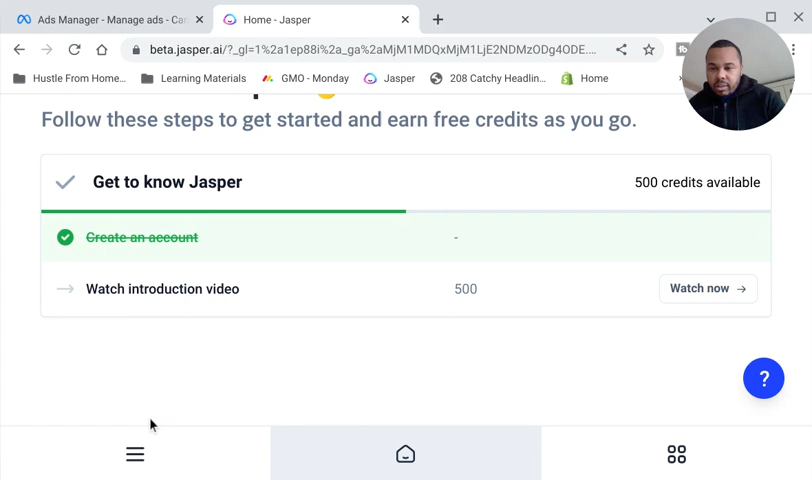 Ads Manager - Manage ads - Can
Home - Jasper
beta.jasper.ai/?_gl=1%2a1ep88i%2a_ga%2aMjM1MDQxMjM1LjE2NDMzODg4ODE....
Hustle From Home...
Learning Materials
GMO - Monday
Jasper
208 Catchy Headlin...
Home
Follow these steps to get started and earn free credits as you go.
Get to know Jasper
500 credits available
Create an account
-
Watch introduction video
500
Watch now →
?